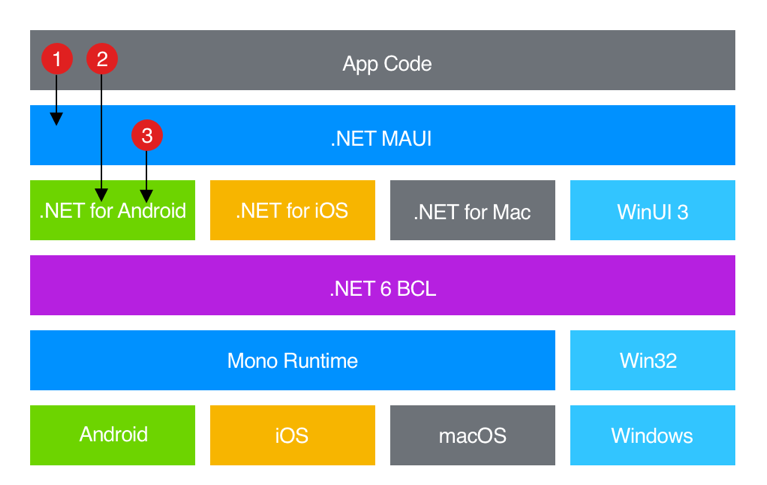 1
2
App Code
3
.NET MAUI
.NET for Android
.NET for iOS
.NET for Mac
WinUI 3
.NET 6 BCL
Mono Runtime
Win32
Android
iOS
macOS
Windows